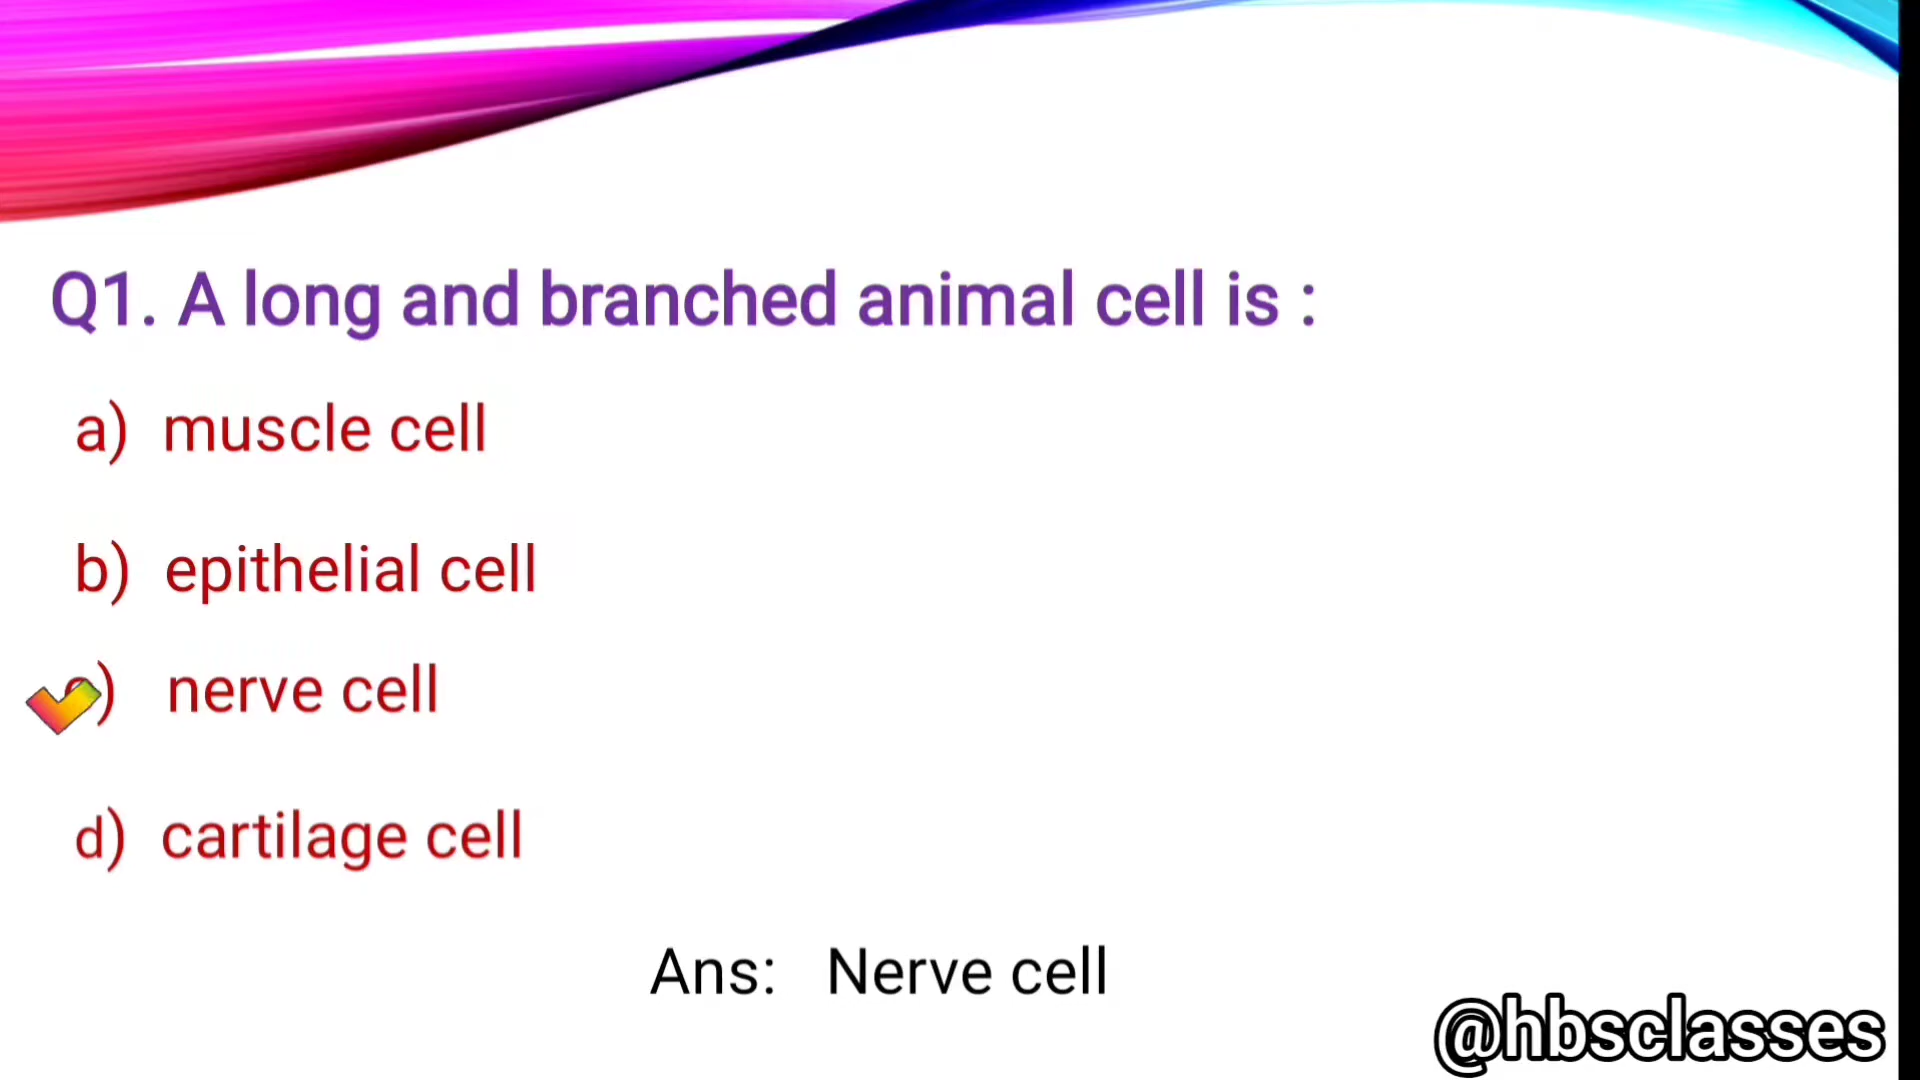 Q1. A long and branched animal cell is :
a) muscle cell
b) epithelial cell
c) nerve cell
d) cartilage cell
Ans: Nerve cell
@hbsclasses